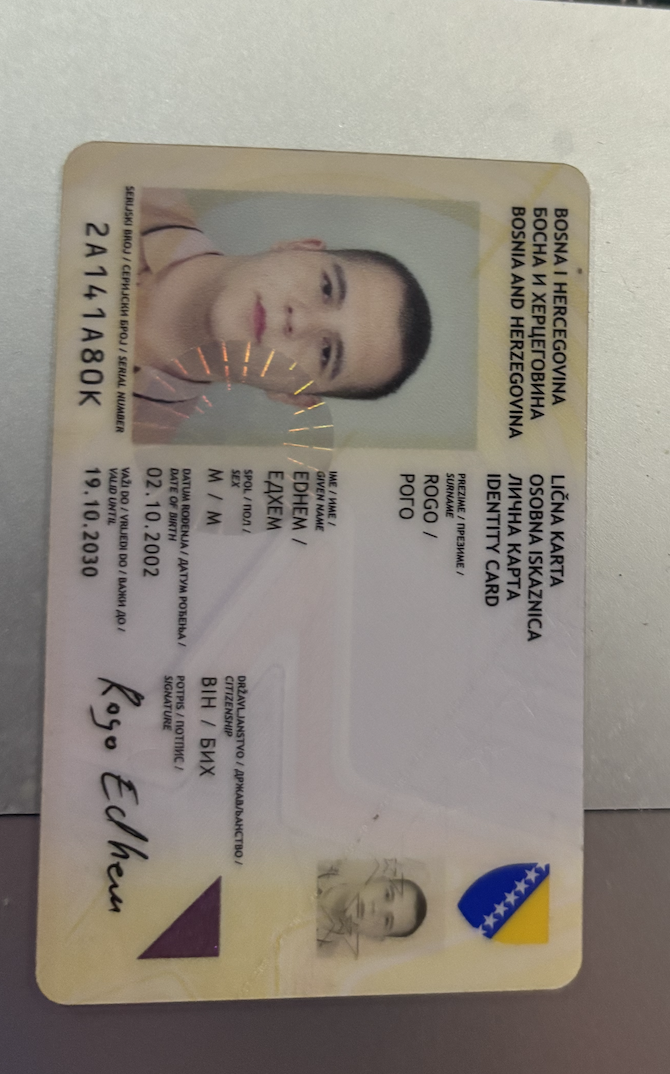 BOSNA I HERCEGOVINA
БОСНА И ХЕРЦЕГОВИНА
BOSNIA AND HERZEGOVINA
LIČNA KARTA
OSOBNA ISKAZNICA
ЛИЧНА КАРТА
IDENTITY CARD
PREZIME / ПРЕЗИМЕ /
SURNAME
ROGO /
РОГО
IME / ИМЕ /
GIVEN NAME
EDHEM /
ЕДХЕМ
SPOL / ПОЛ /
SEX
M / М
DRŽAVLJANSTVO / ДРЖАВЉАНСТВО /
CITIZENSHIP
BIH / БИХ
DATUM ROĐENJA / ДАТУМ РОЂЕЊА /
DATE OF BIRTH
02.10.2002
POTPIS / ПОТПИС /
SIGNATURE
Rogo Edhem
SERIJSKI BROJ / СЕРИЈСКИ БРОЈ / SERIAL NUMBER
2A141A80K
VAŽI DO / VRIJEDI DO / ВАЖИ ДО /
VALID UNTIL
19.10.2030